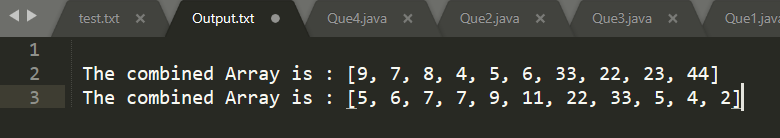 test.txt Output.txt Que4.java Que2.java Que3.java Que1.java
1
2 The combined Array is : [9, 7, 8, 4, 5, 6, 33, 22, 23, 44]
3 The combined Array is : [5, 6, 7, 7, 9, 11, 22, 33, 5, 4, 2]